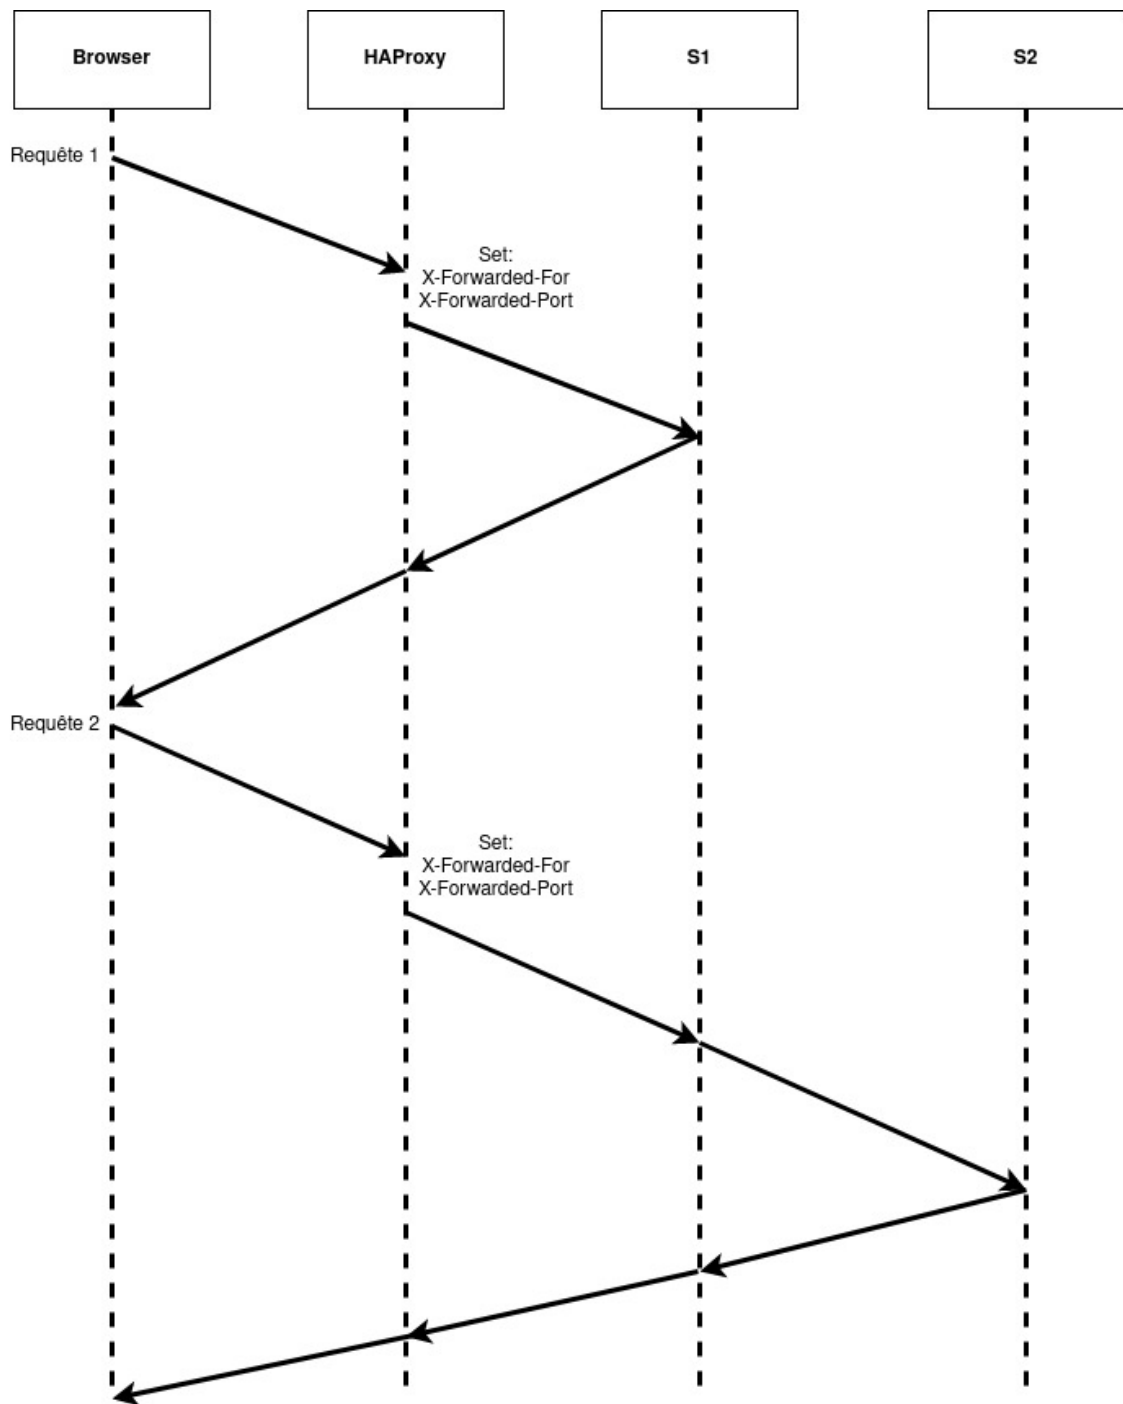 Browser
HAProxy
S1
S2
Requête 1
Set:
X-Forwarded-For
X-Forwarded-Port
Requête 2
Set:
X-Forwarded-For
X-Forwarded-Port